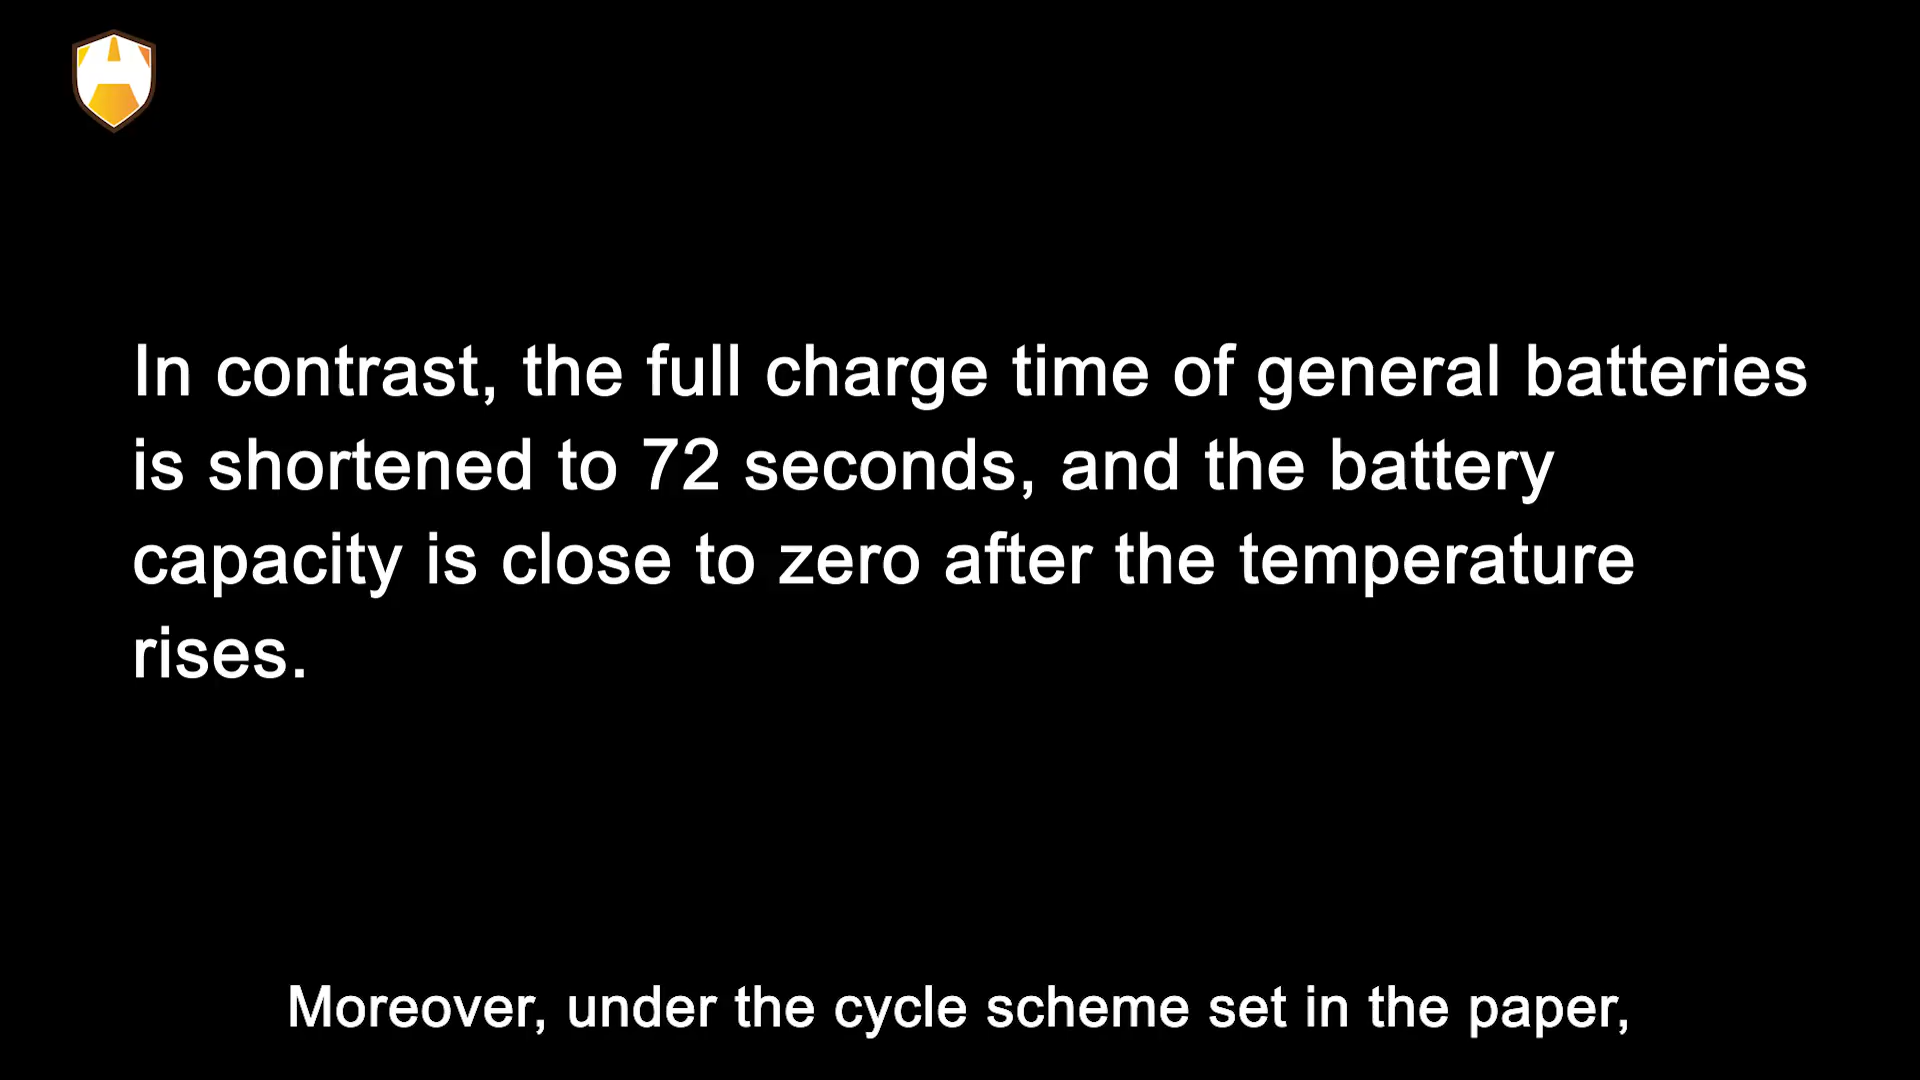 In contrast, the full charge time of general batteries
is shortened to 72 seconds, and the battery
capacity is close to zero after the temperature
rises.
Moreover, under the cycle scheme set in the paper,